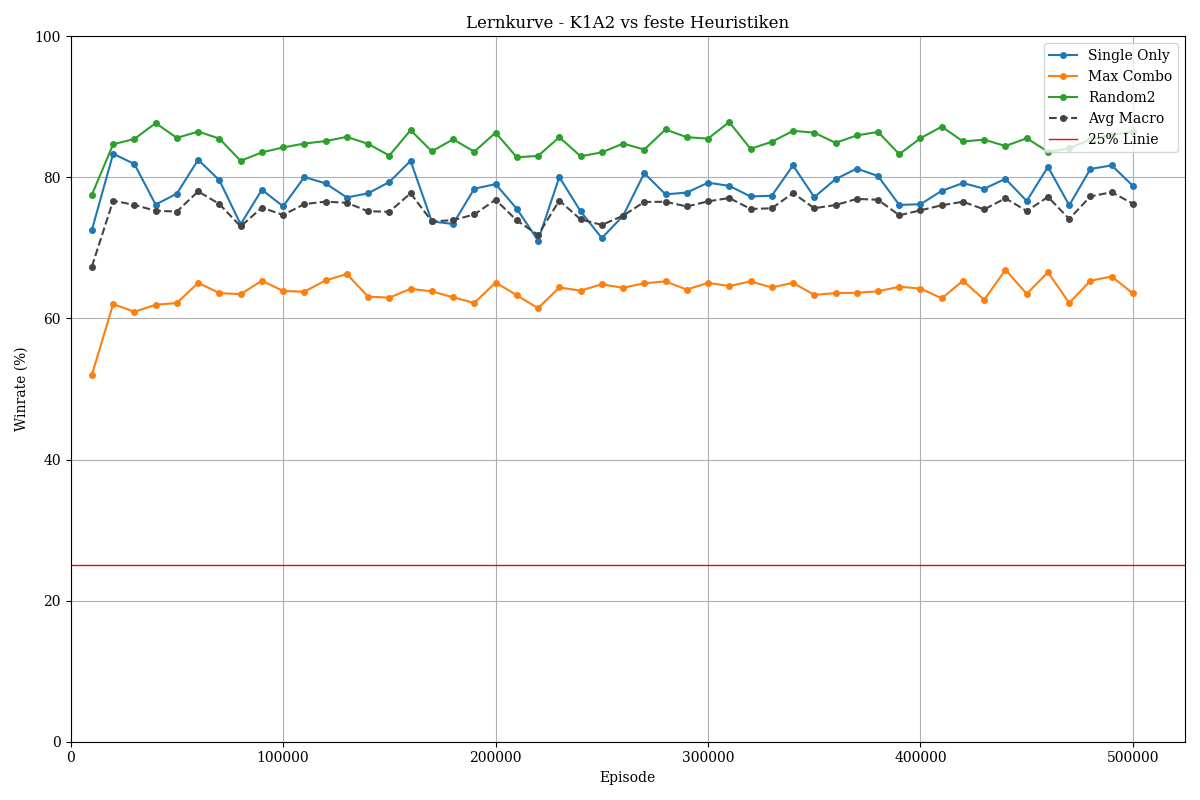 Lernkurve - K1A2 vs feste Heuristiken
100
80
60
40
20
0
Winrate (%)
0
100000
200000
300000
400000
500000
Episode
Single Only
Max Combo
Random2
Avg Macro
25% Linie